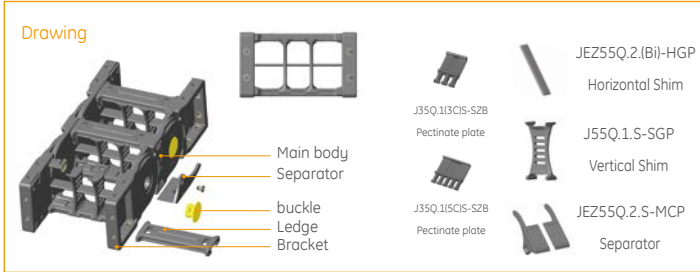 Drawing
Main body
Separator
buckle
Ledge
Bracket
J35Q.1(3C)S-SZB
Pectinate plate
J35Q.1(5C)S-SZB
Pectinate plate
JEZ55Q.2.(Bi)-HGP
Horizontal Shim
J55Q.1.S-SGP
Vertical Shim
JEZ55Q.2.S-MCP
Separator